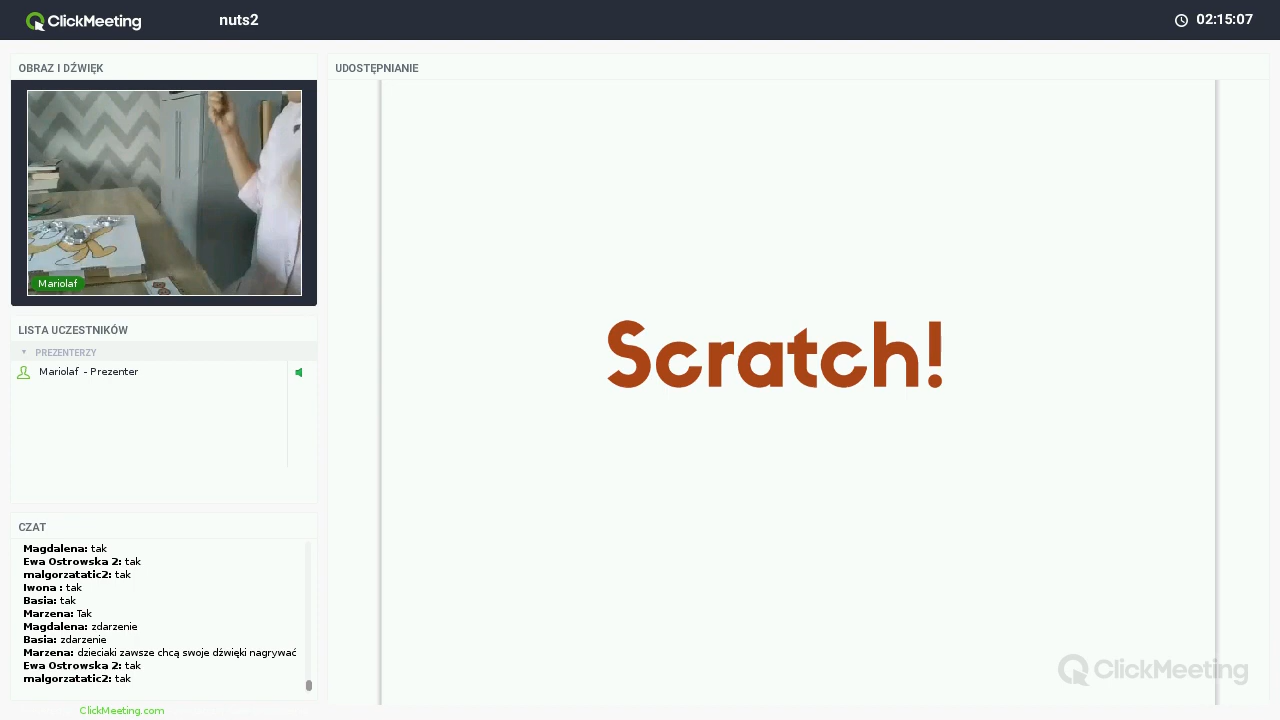 ClickMeeting
nuts2
02:15:07
OBRAZ I DŹWIĘK
Mariolaf
LISTA UCZESTNIKÓW
PREZENTERZY
Mariolaf - Prezenter
CZAT
Magdalena: tak
Ewa Ostrowska 2: tak
malgorzatatic2: tak
Iwona : tak
Basia: tak
Marzena: Tak
Magdalena: zdarzenie
Basia: zdarzenie
Marzena: dzieciaki zawsze chcą swoje dźwięki nagrywać
Ewa Ostrowska 2: tak
malgorzatatic2: tak
ClickMeeting.com
UDOSTĘPNIANIE
Scratch!
ClickMeeting